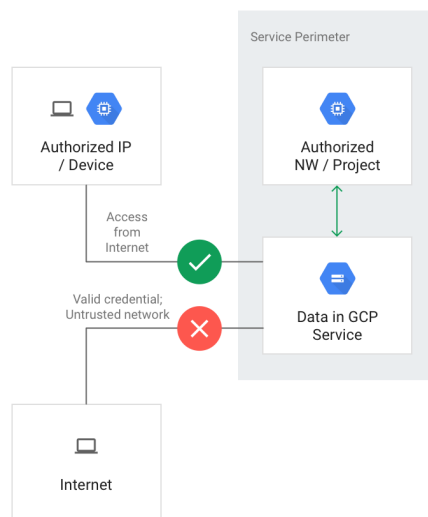 Service Perimeter
Authorized IP
/ Device
Authorized
NW / Project
Access
from
Internet
Valid credential;
Untrusted network
Data in GCP
Service
Internet